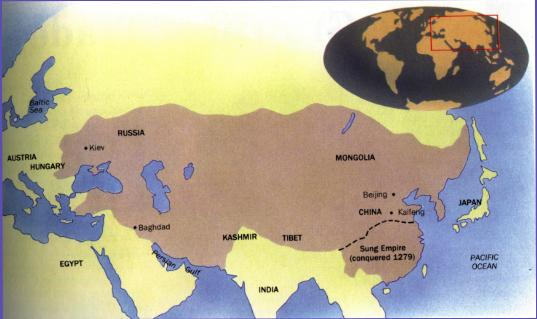 Baltic
Sea
RUSSIA
Kiev
AUSTRIA
HUNGARY
MONGOLIA
Beijing
CHINA
Kaifeng
JAPAN
Baghdad
KASHMIR
TIBET
Sung Empire
(conquered 1279)
EGYPT
Persian Gulf
INDIA
PACIFIC
OCEAN